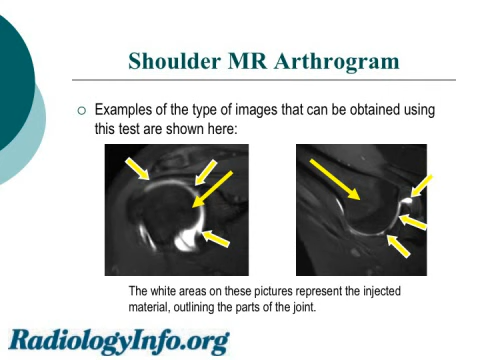 Shoulder MR Arthrogram
○ Examples of the type of images that can be obtained using
this test are shown here:
The white areas on these pictures represent the injected
material, outlining the parts of the joint.
RadiologyInfo.org